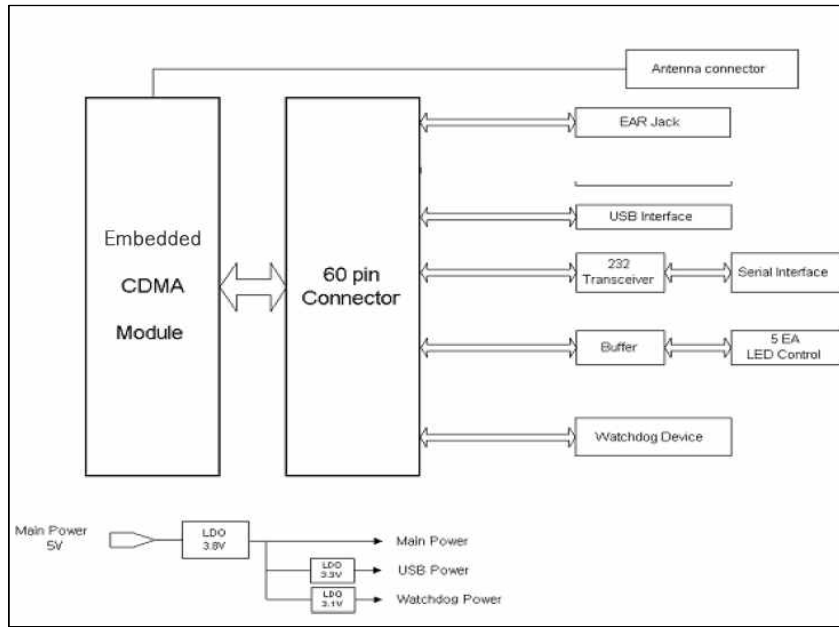 Antenna connector
EAR Jack
USB Interface
232
Transceiver
Serial Interface
Buffer
5 EA
LED Control
Watchdog Device
Embedded
CDMA
Module
60 pin
Connector
Main Power
5V
LDO
3.8V
Main Power
LDO
3.3V
USB Power
LDO
3.1V
Watchdog Power